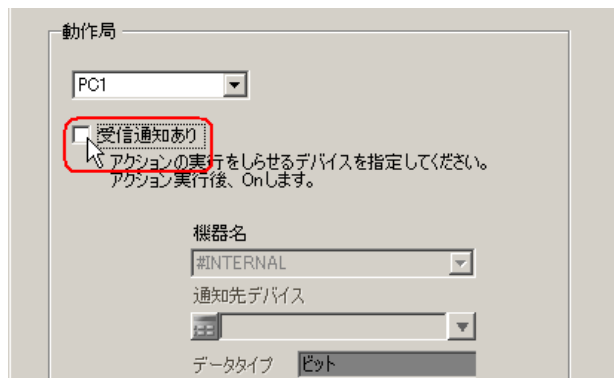 動作局
PC1
受信通知あり
アクションの実行をしらせるデバイスを指定してください。
アクション実行後、Onします。
機器名
#INTERNAL
通知先デバイス
データタイプ ビット